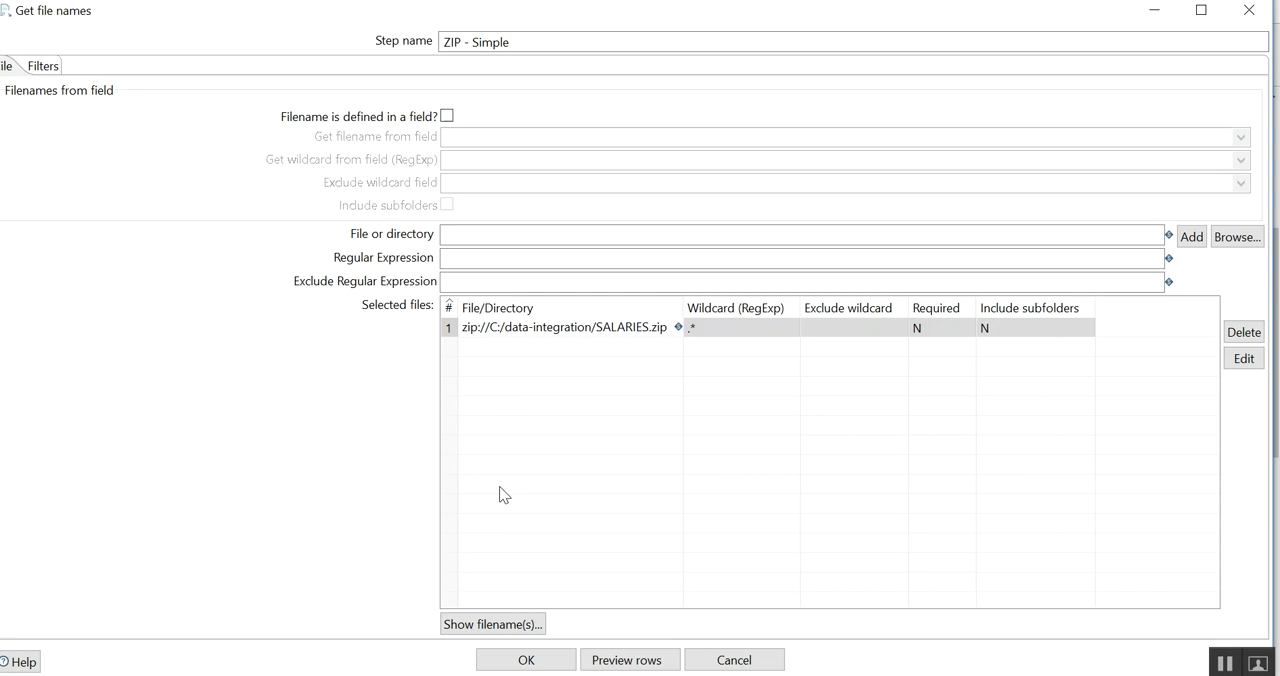 Get file names
Step name ZIP - Simple
ile Filters
Filenames from field
Filename is defined in a field?
Get filename from field
Get wildcard from field (RegExp)
Exclude wildcard field
Include subfolders
File or directory Add Browse...
Regular Expression
Exclude Regular Expression
Selected files: # File/Directory Wildcard (RegExp) Exclude wildcard Required Include subfolders
1 zip://C:/data-integration/SALARIES.zip .* N N
Delete
Edit
Show filename(s)...
Help OK Preview rows Cancel